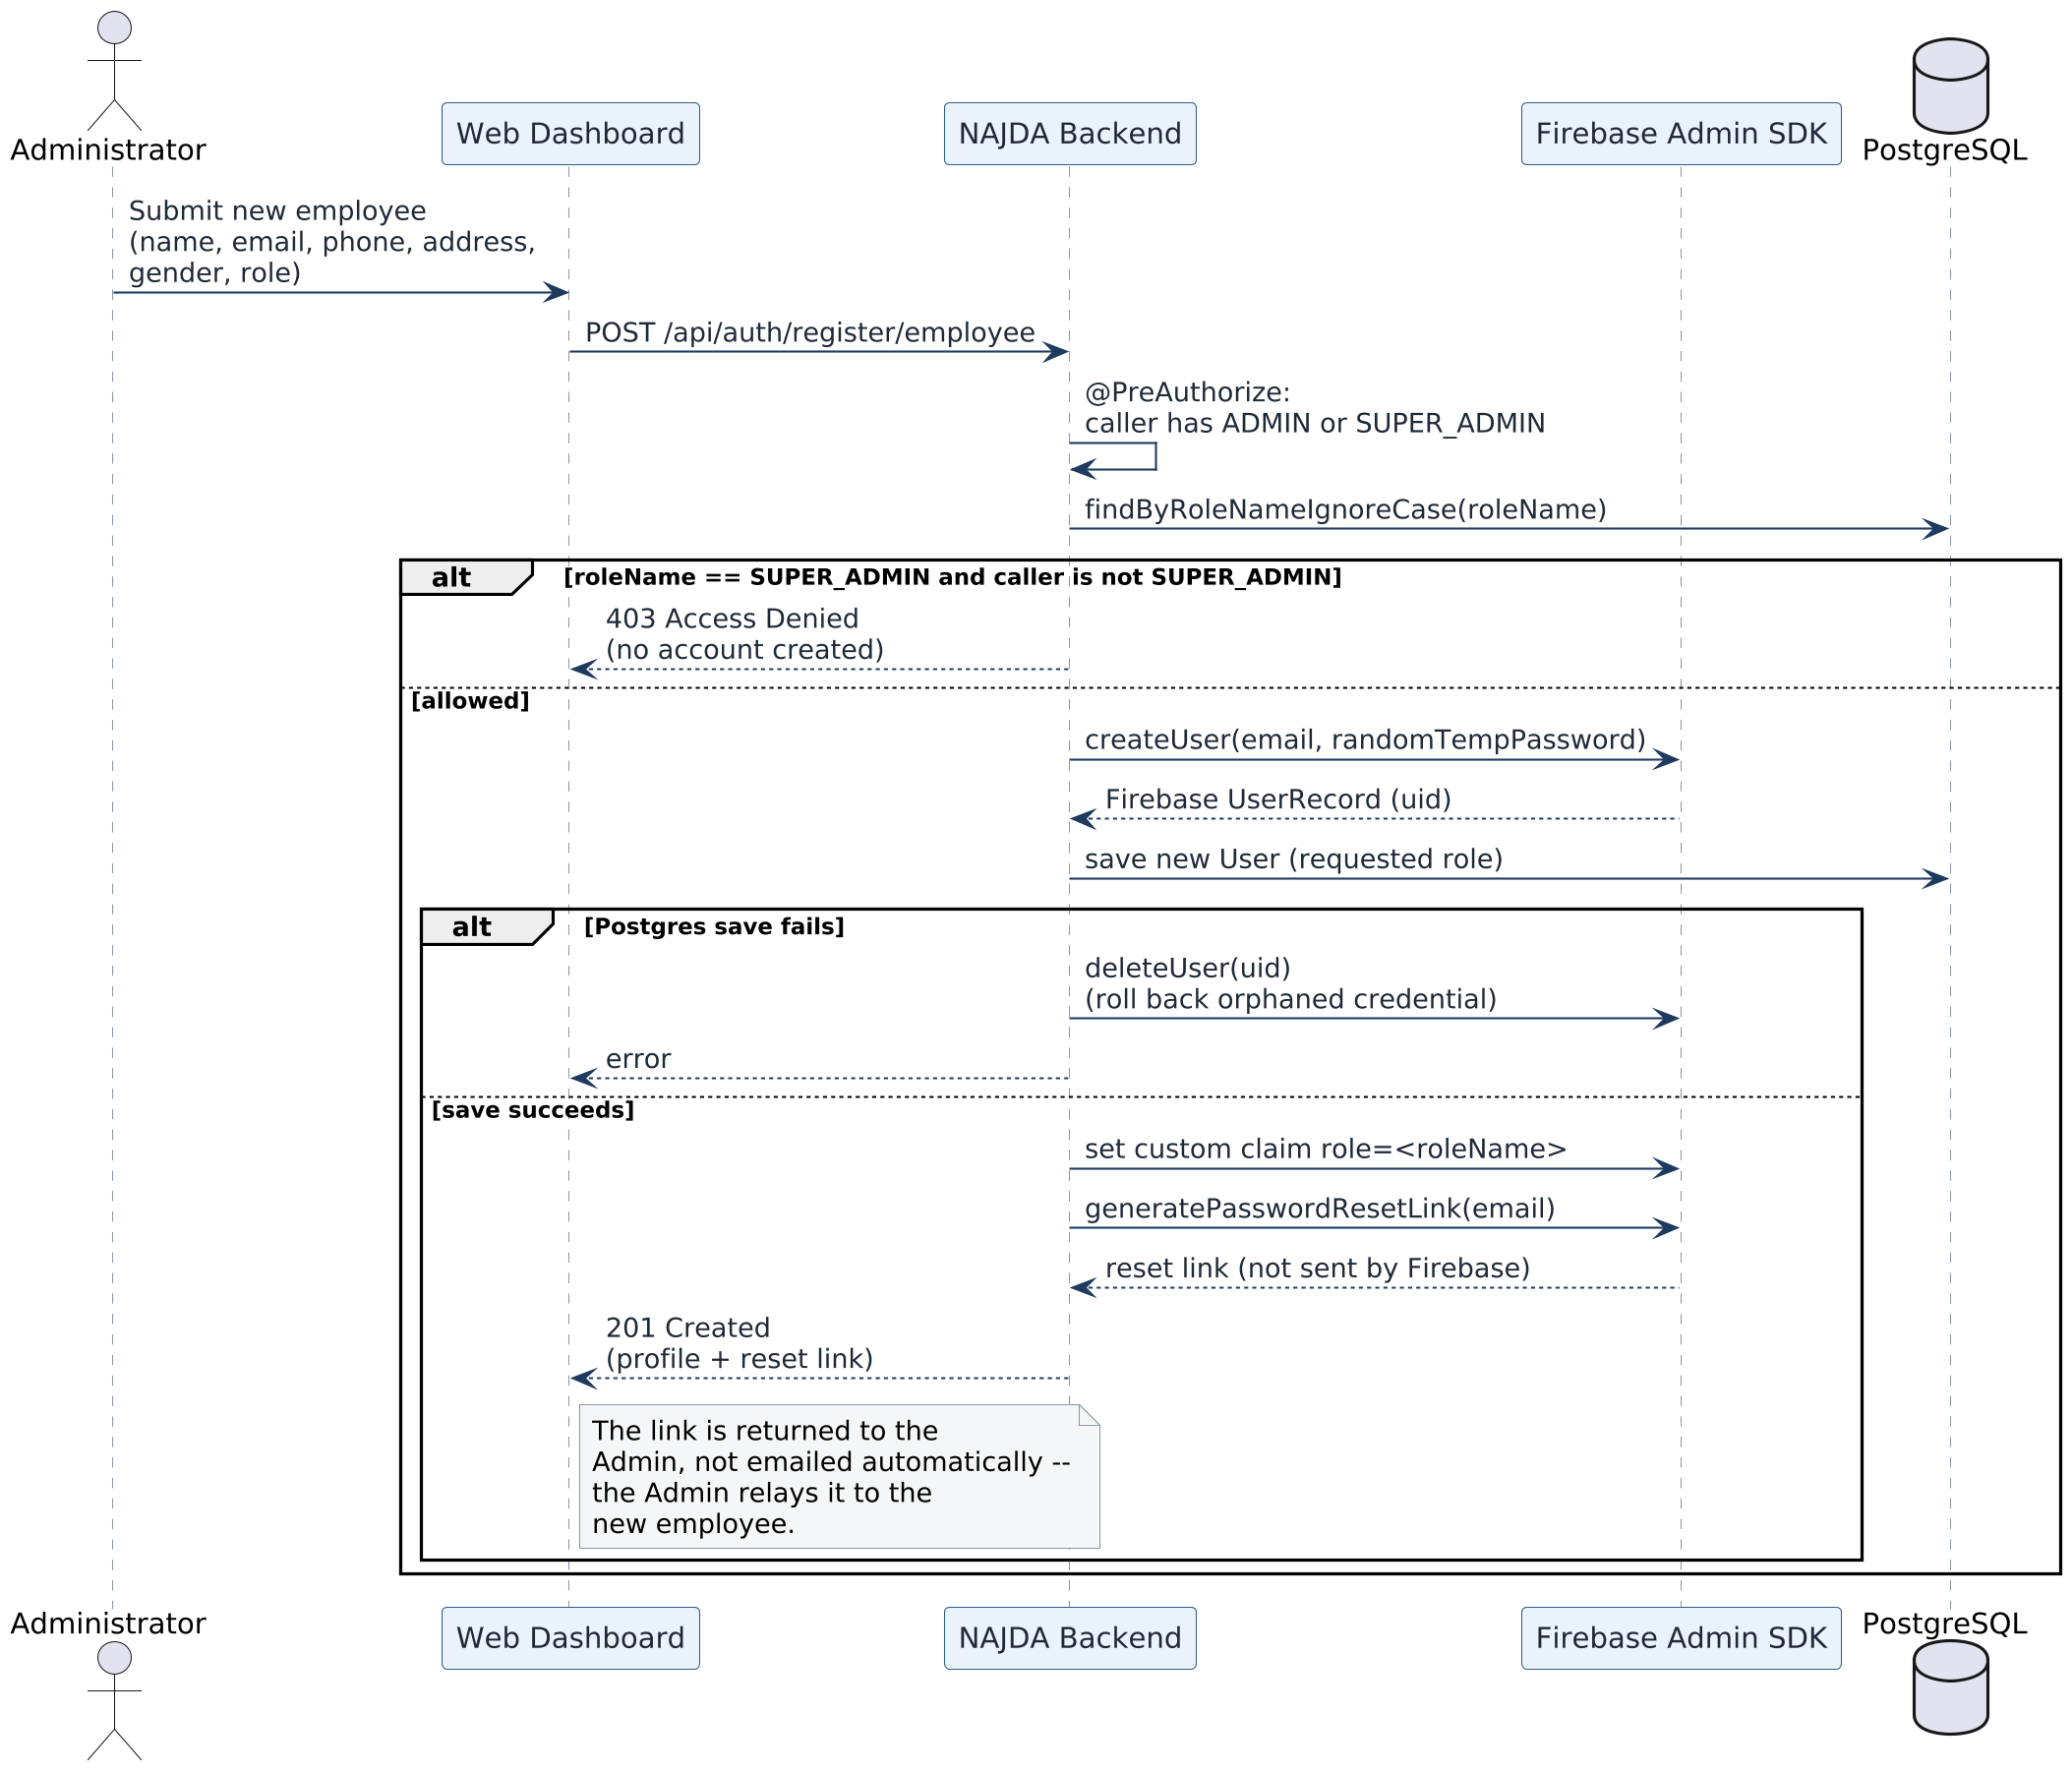 Administrator
Web Dashboard
NAJDA Backend
Firebase Admin SDK
PostgreSQL
Submit new employee
(name, email, phone, address,
gender, role)
POST /api/auth/register/employee
@PreAuthorize:
caller has ADMIN or SUPER_ADMIN
findByRoleNameIgnoreCase(roleName)
alt
[roleName == SUPER_ADMIN and caller is not SUPER_ADMIN]
403 Access Denied
(no account created)
[allowed]
createUser(email, randomTempPassword)
Firebase UserRecord (uid)
save new User (requested role)
alt
[Postgres save fails]
deleteUser(uid)
(roll back orphaned credential)
error
[save succeeds]
set custom claim role=<roleName>
generatePasswordResetLink(email)
reset link (not sent by Firebase)
201 Created
(profile + reset link)
The link is returned to the
Admin, not emailed automatically --
the Admin relays it to the
new employee.
Administrator
Web Dashboard
NAJDA Backend
Firebase Admin SDK
PostgreSQL